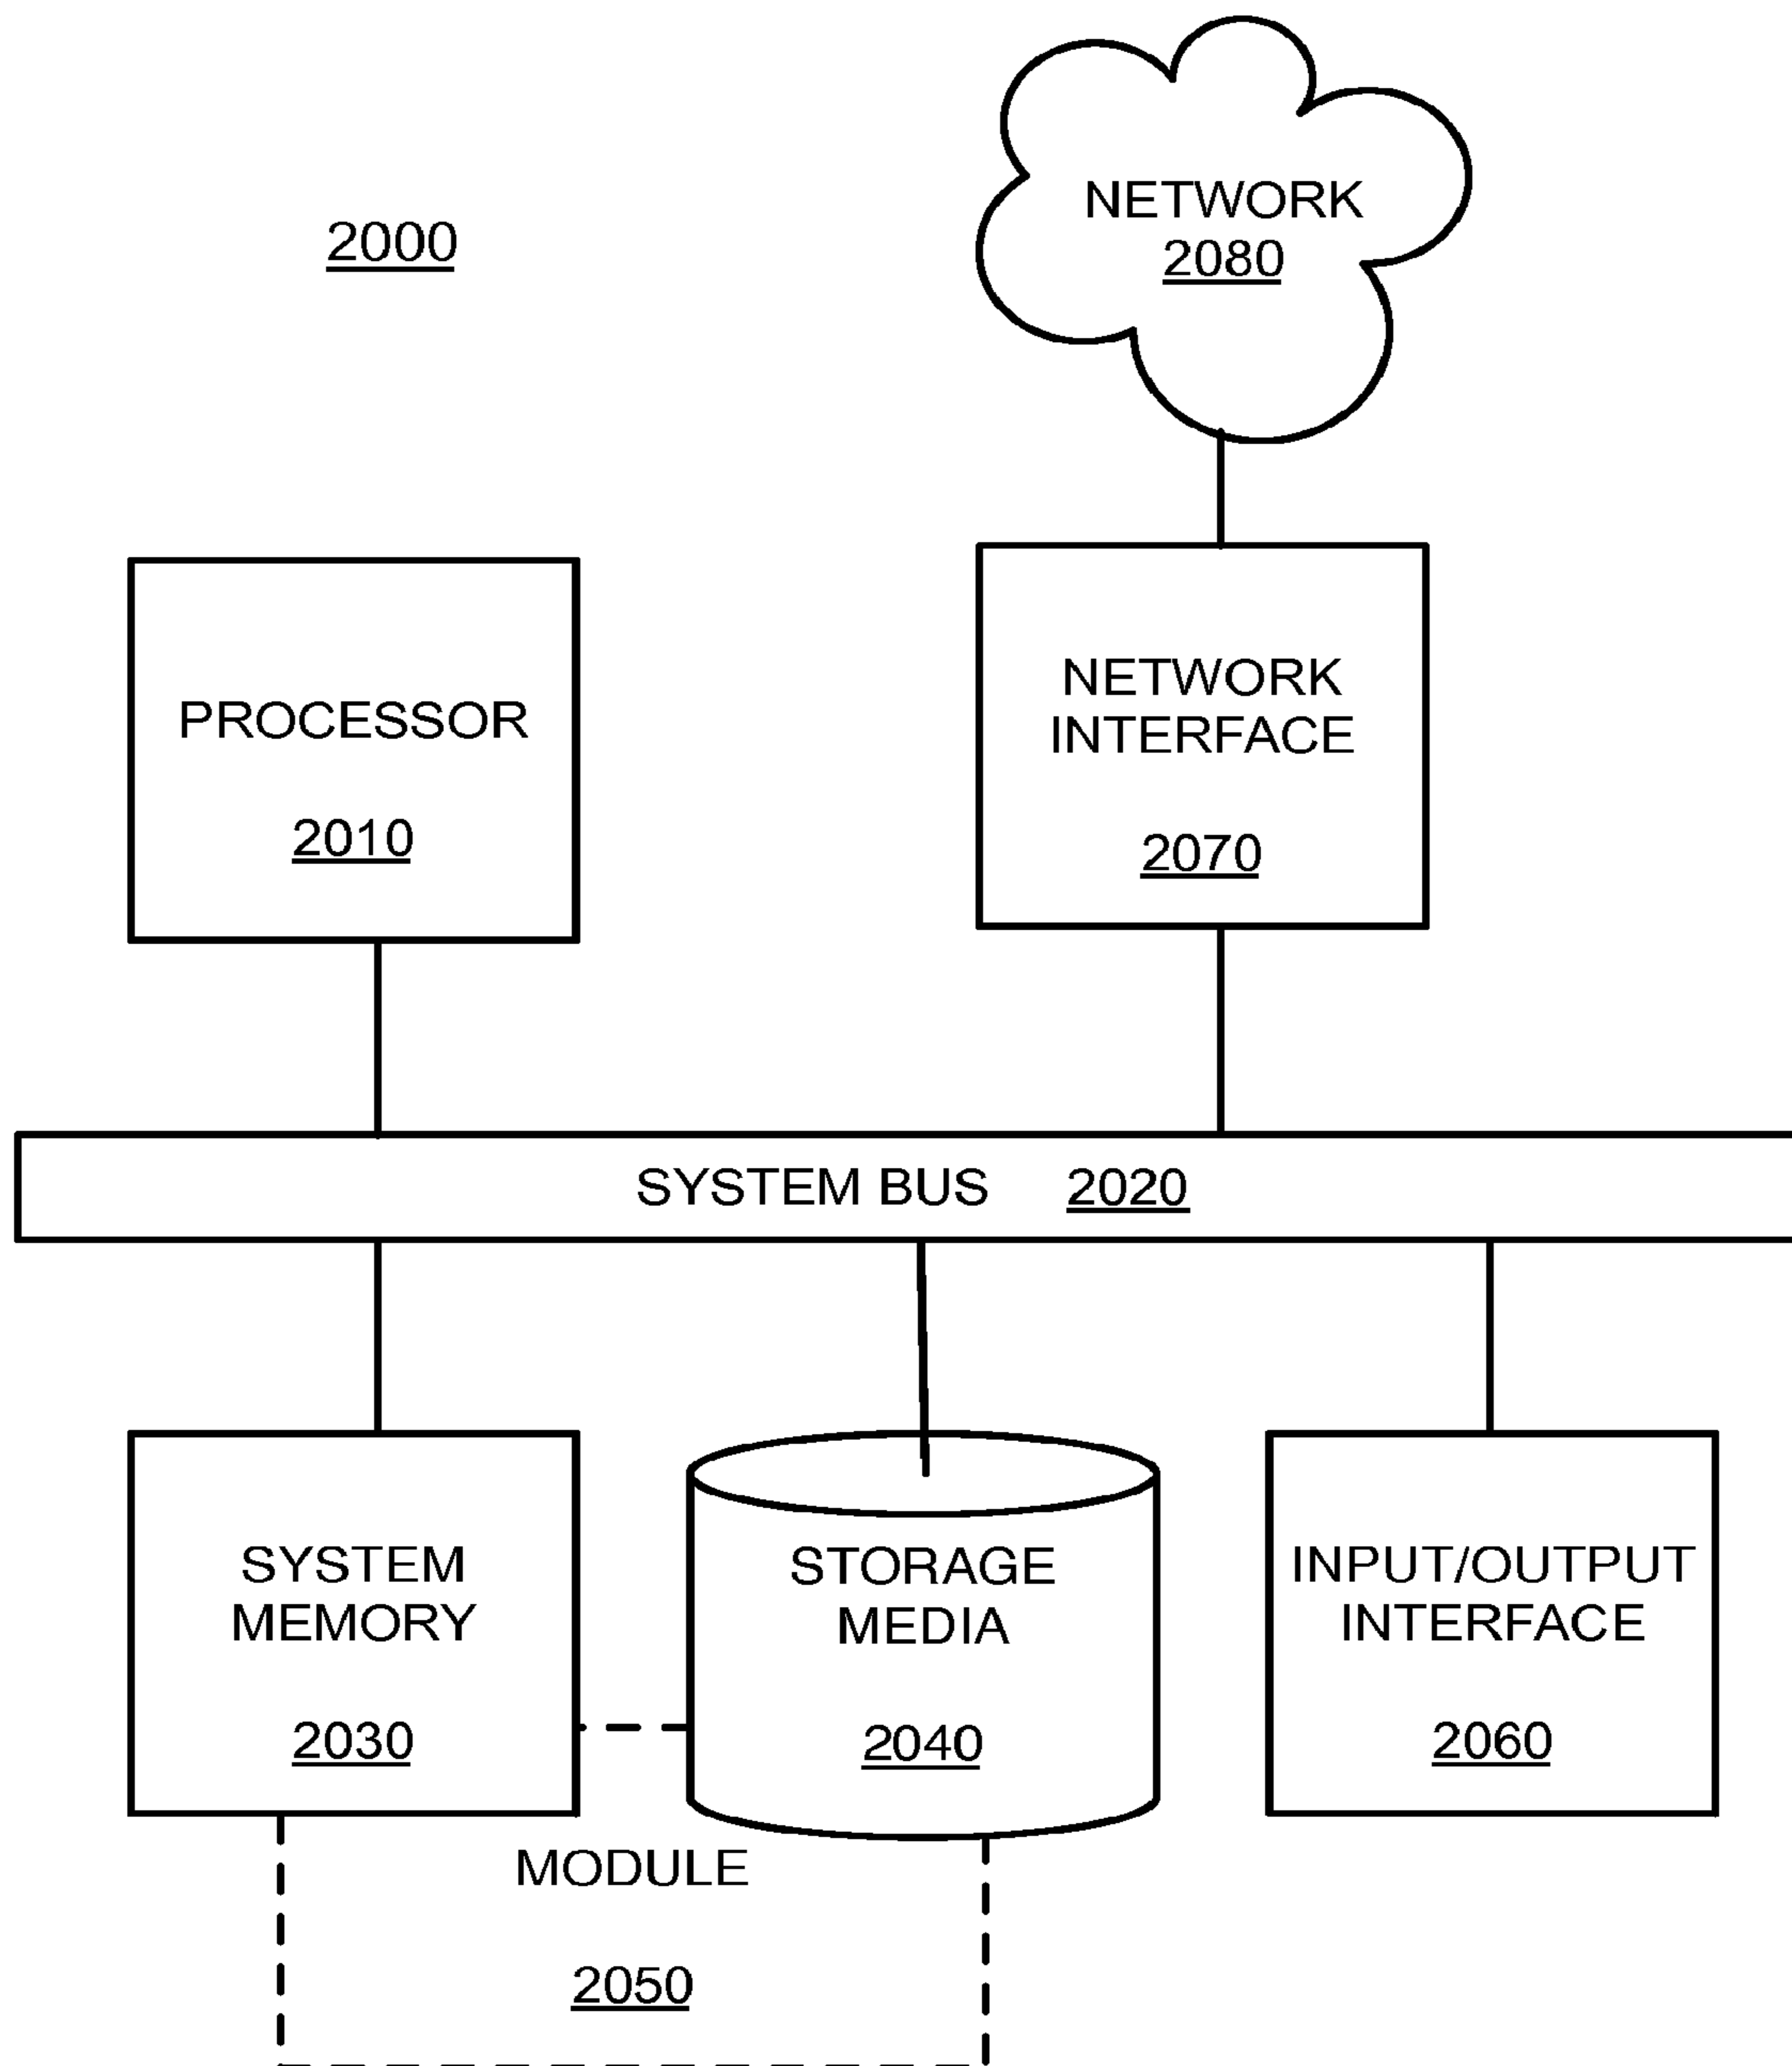 NETWORK
2080
2000
NETWORK
INTERFACE
2070
PROCESSOR
2010
SYSTEM BUS 2020
SYSTEM
MEMORY
2030
STORAGE
MEDIA
2040
INPUT/OUTPUT
INTERFACE
2060
MODULE
2050